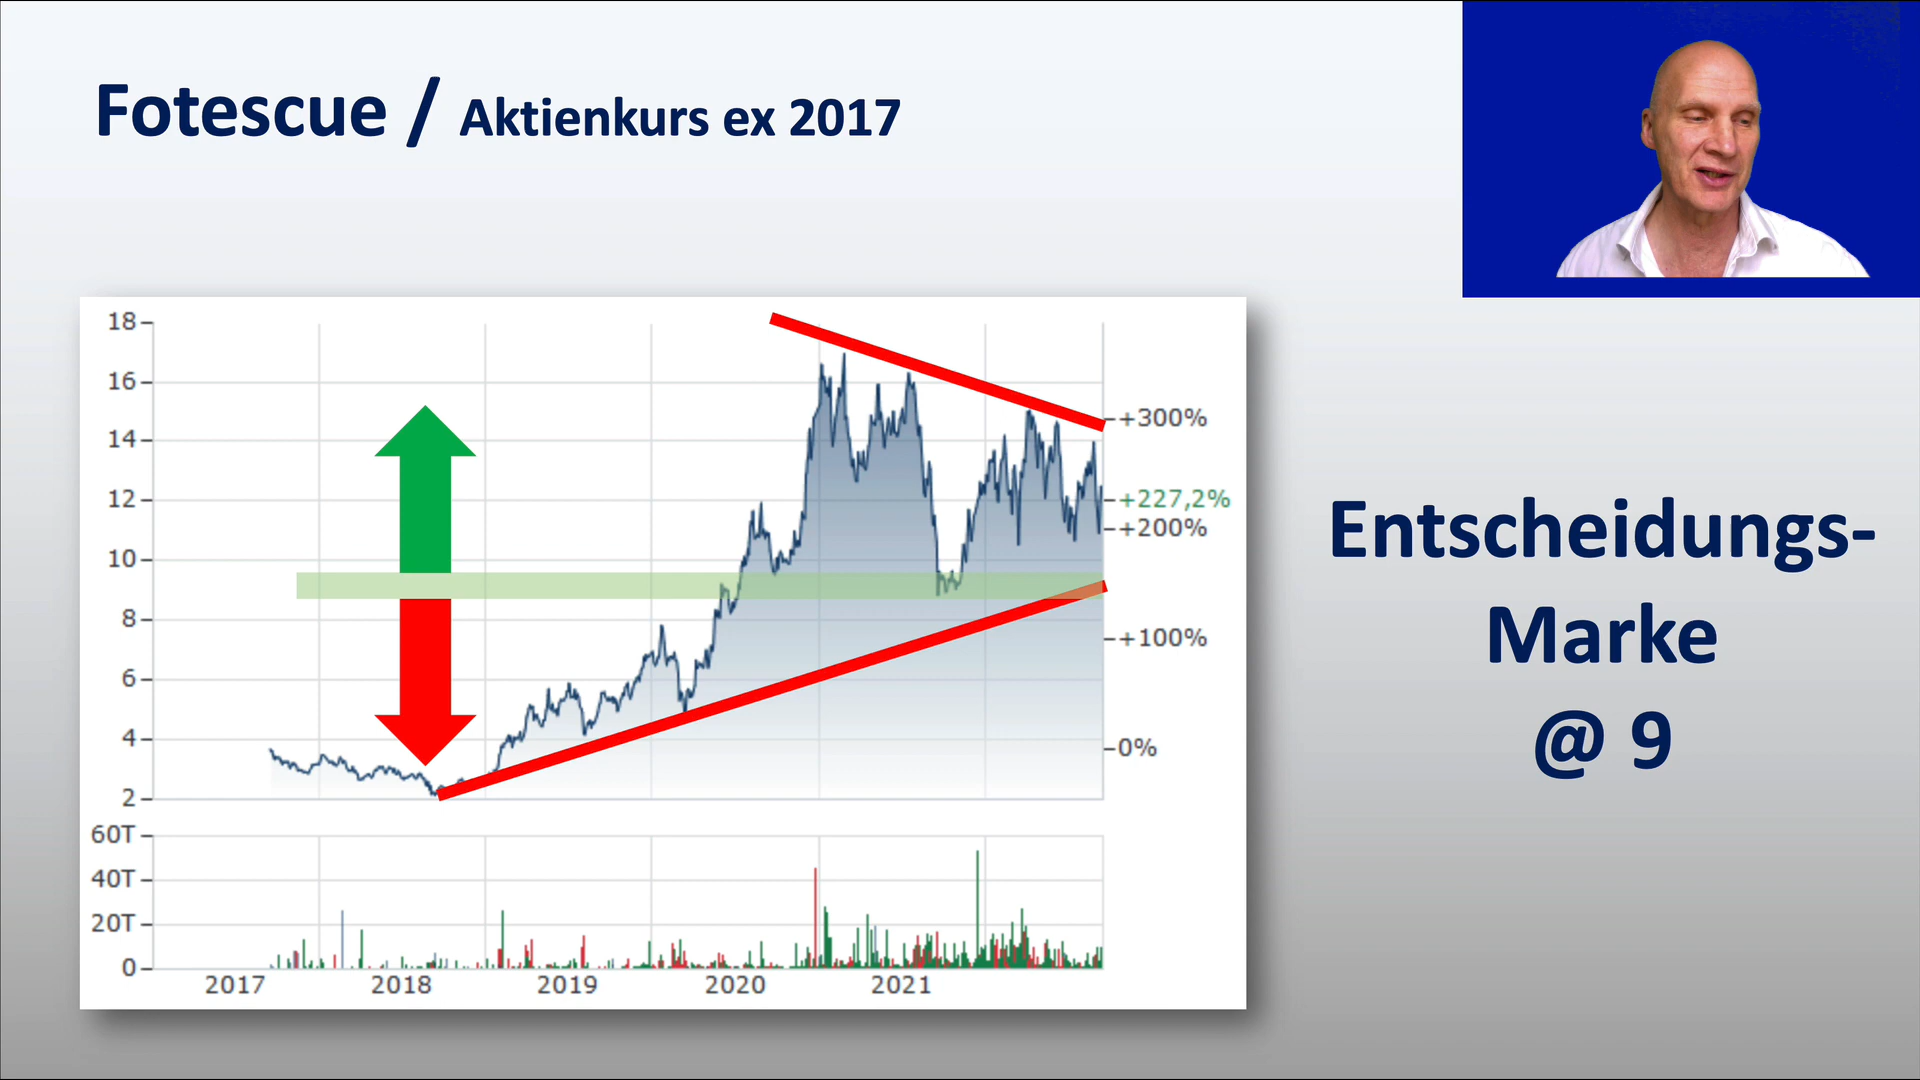 Fotescue / Aktienkurs ex 2017
18
16
14
12
10
8
6
4
2
+300%
+227,2%
+200%
+100%
0%
60T
40T
20T
0
2017 2018 2019 2020 2021
Entscheidungs-
Marke
@ 9